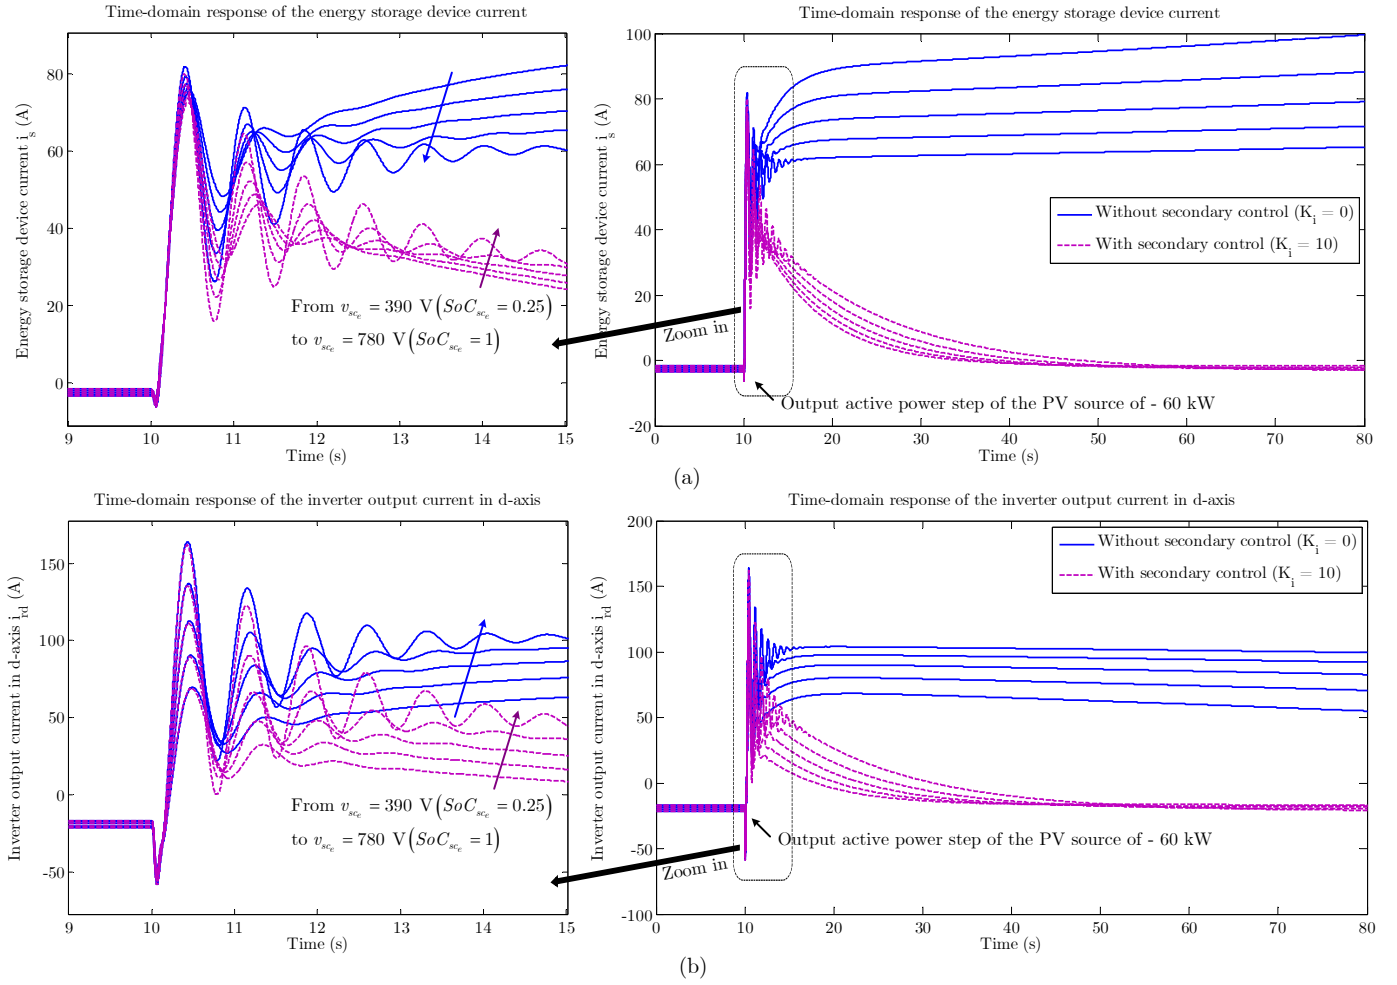 Time-domain response of the energy storage device current
Energy storage device current i_s (A)
80
60
40
20
0
9 10 11 12 13 14 15
Time (s)
From v_sc_e = 390 V(SoC_sc_e = 0.25)
to v_sc_e = 780 V(SoC_sc_e = 1)
Time-domain response of the energy storage device current
Energy storage device current i_s (A)
100
80
60
40
20
0
-20
0 10 20 30 40 50 60 70 80
Time (s)
Without secondary control (K_i = 0)
With secondary control (K_i = 10)
Zoom in
Output active power step of the PV source of - 60 kW
(a)
Time-domain response of the inverter output current in d-axis
Inverter output current in d-axis i_rd (A)
150
100
50
0
-50
9 10 11 12 13 14 15
Time (s)
From v_sc_e = 390 V(SoC_sc_e = 0.25)
to v_sc_e = 780 V(SoC_sc_e = 1)
Time-domain response of the inverter output current in d-axis
Inverter output current in d-axis i_rd (A)
200
150
100
50
0
-50
-100
0 10 20 30 40 50 60 70 80
Time (s)
Without secondary control (K_i = 0)
With secondary control (K_i = 10)
Zoom in
Output active power step of the PV source of - 60 kW
(b)